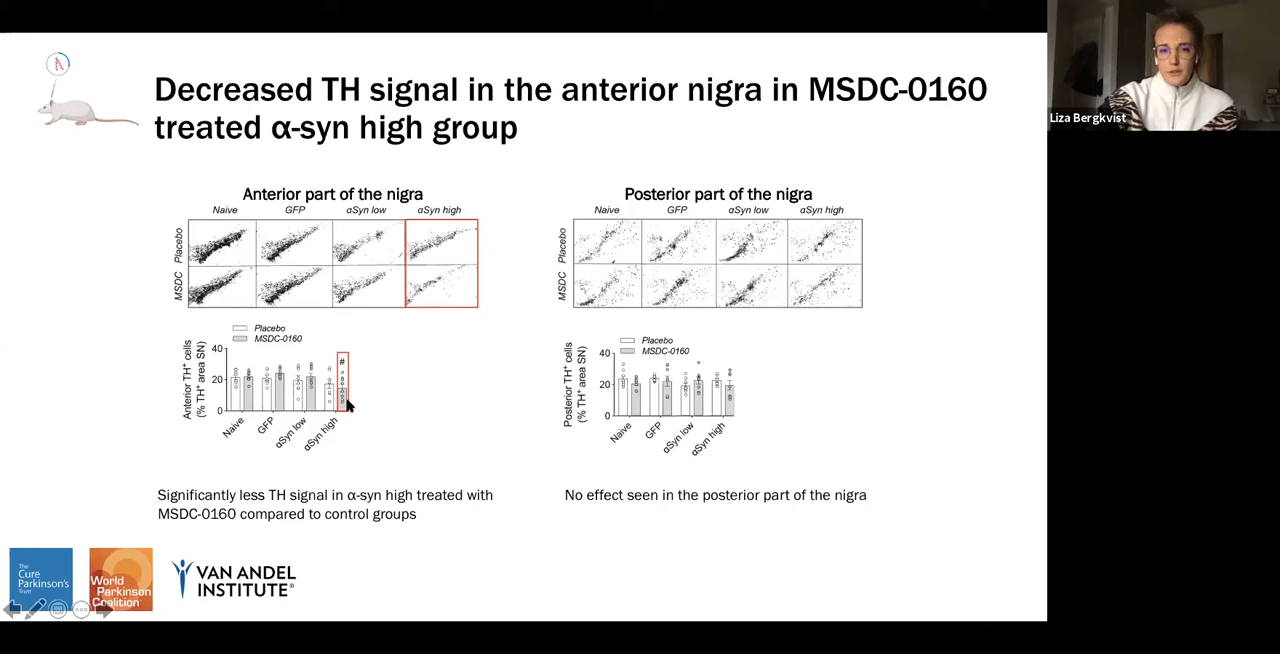 Decreased TH signal in the anterior nigra in MSDC-0160
treated α-syn high group
Liza Bergkvist
Anterior part of the nigra
Naive GFP αSyn low αSyn high
Placebo
MSDC
Placebo
MSDC-0160
Anterior TH⁺ cells
(% TH⁺ area SN)
40
20
0
#
Naive
GFP
αSyn low
αSyn high
Significantly less TH signal in α-syn high treated with
MSDC-0160 compared to control groups
Posterior part of the nigra
Naive GFP αSyn low αSyn high
Placebo
MSDC
Placebo
MSDC-0160
Posterior TH⁺ cells
(% TH⁺ area SN)
40
20
0
Naive
GFP
αSyn low
αSyn high
No effect seen in the posterior part of the nigra
The
Cure
Parkinson's
Trust
World
Parkinson
Coalition
VAN ANDEL
INSTITUTE®